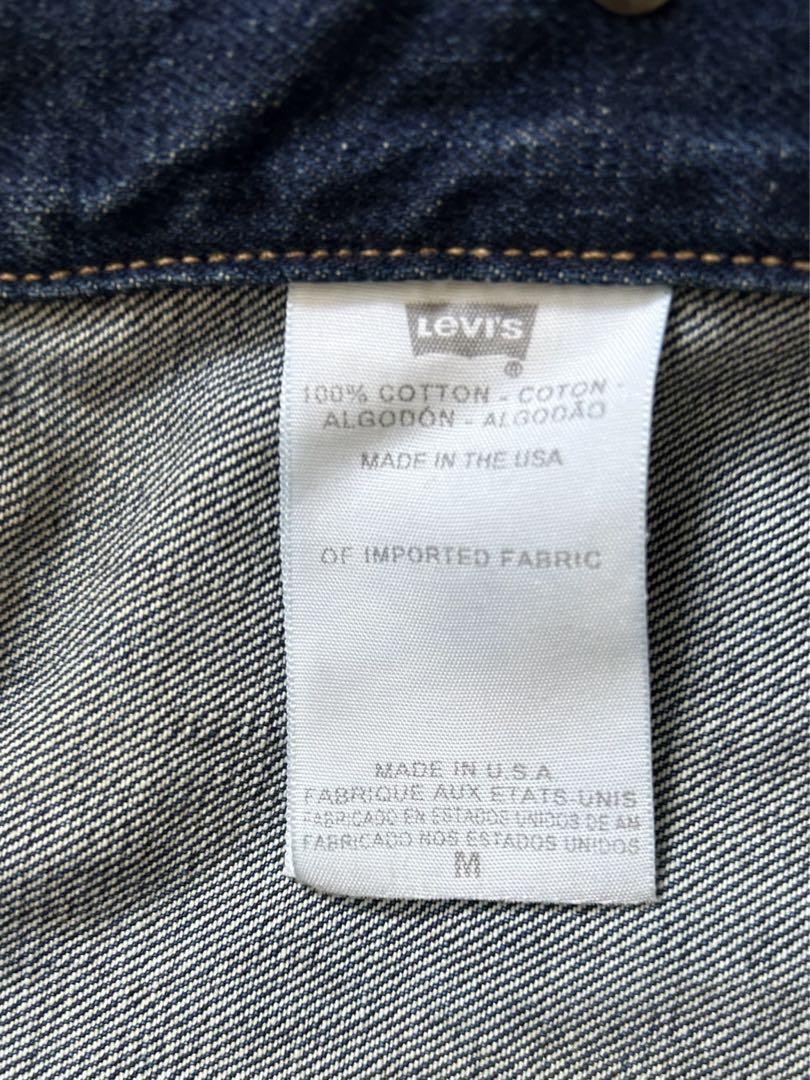 LEVI'S
®
100% COTTON - COTON -
ALGODÓN - ALGODÃO
MADE IN THE USA
OF IMPORTED FABRIC
MADE IN U.S.A
FABRIQUE AUX ETATS-UNIS
FABRICADO EN ESTADOS UNIDOS DE AM
FABRICADO NOS ESTADOS UNIDOS
M